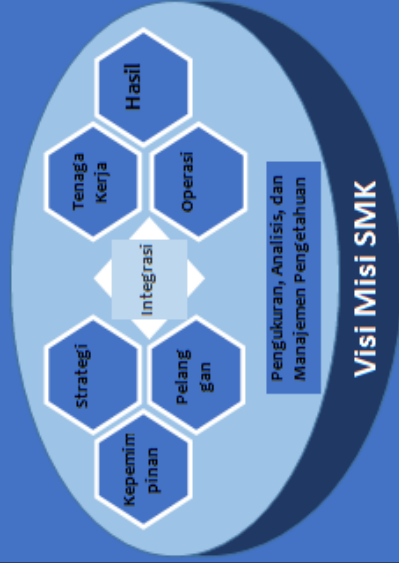 Kepemim
pinan
Strategi
Pelang
gan
Integrasi
Tenaga
Kerja
Operasi
Hasil
Pengukuran, Analisis, dan
Manajemen Pengetahuan
Visi Misi SMK